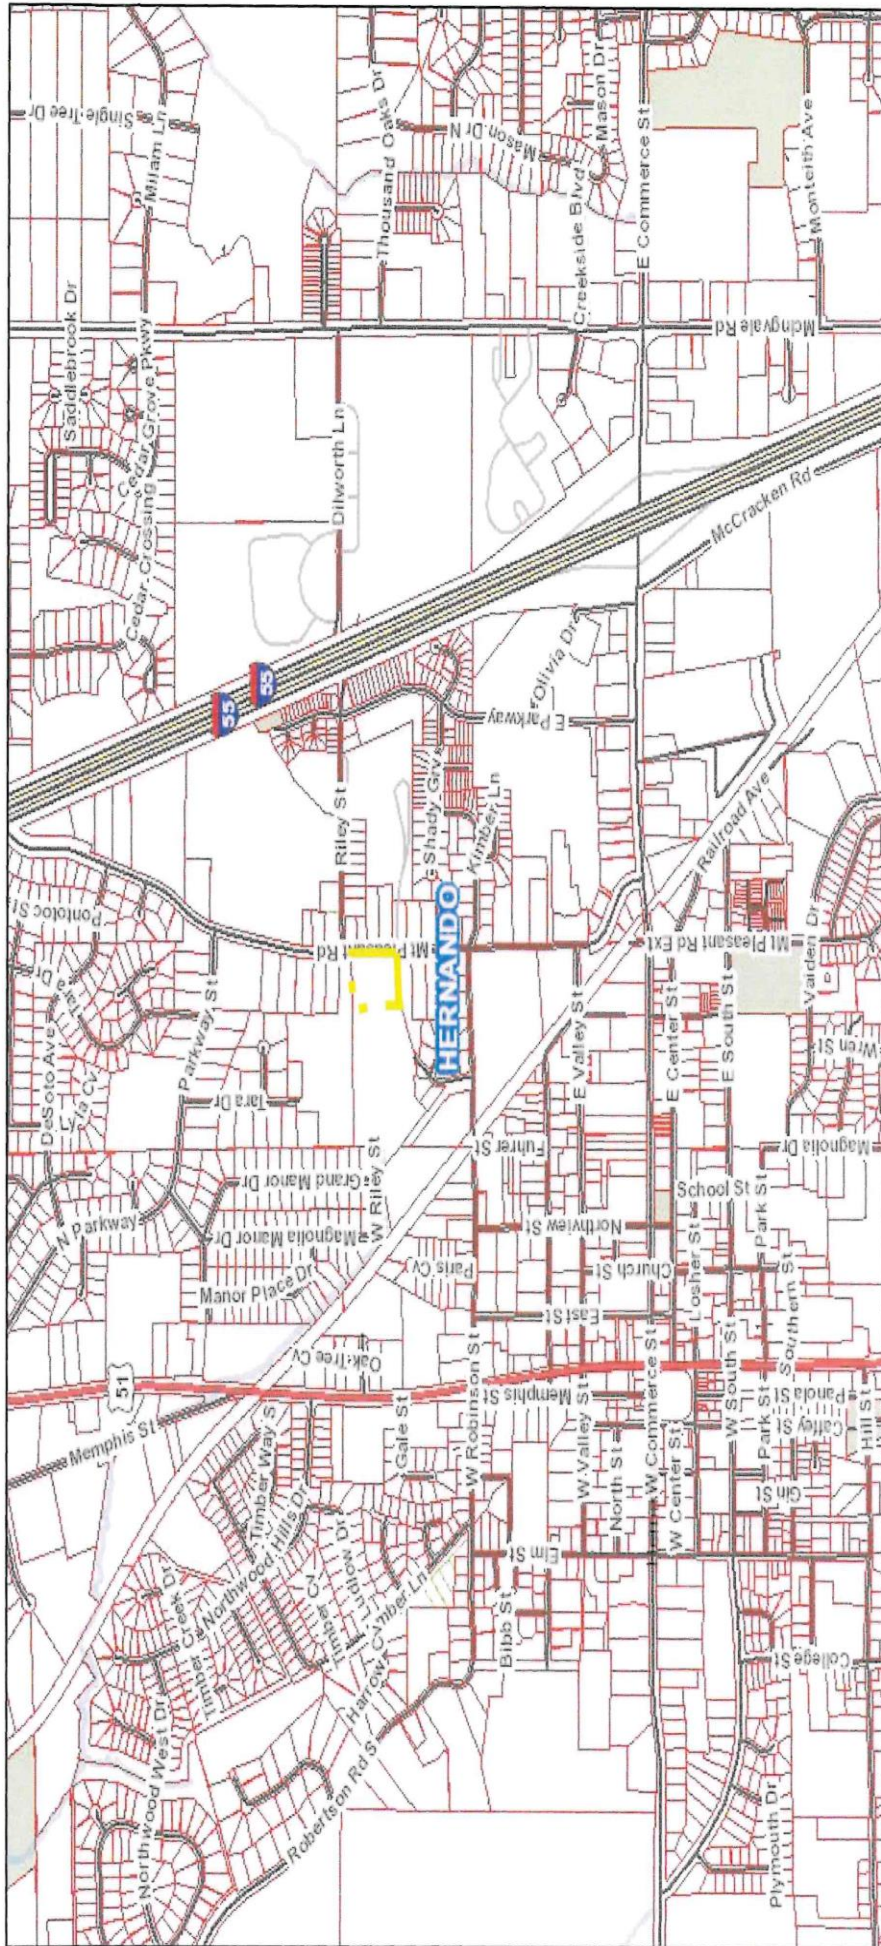 Single Tree Dr
Milam Ln
Saddlebrook Dr
Cedar Grove Pkwy
Cedar Crossing
Thousand Oaks Dr
Mason Dr N
Mason Dr
Creekside Blvd
E Commerce St
Monteith Ave
McIngvale Rd
Dilworth Ln
McCracken Rd
55
55
Olivia Dr
E Parkway
Riley St
Shady Grv
Kimber Ln
Railroad Ave
Pontotoc St
Mt Pleasant Rd
HERNANDO
Mt Pleasant Rd Ext
Vaiden Dr
Tara Dr
DeSoto Ave
Parkway St
Tara Dr
E Valley St
E Center St
E South St
Wren St
N Parkway
Grand Manor Dr
Magnolia Manor Dr
Manor Place Dr
W Riley St
Fuhrer St
Northview St
School St
Magnolia Dr
Paris Cv
Church St
Losher St
Park St
East St
Southern St
Oak Tree Cv
51
Memphis St
Gale St
W Robinson St
Memphis St
W Valley St
North St
W Commerce St
W Center St
W South St
Panola St
Caffey St
Park St
Gin St
Hill St
Timber Way S
Northwood Hills Dr
Timber Creek Dr
Ludlow Dr
Elm St
Bibb St
College St
Northwood West Dr
Robertson Rd S
Plymouth Dr